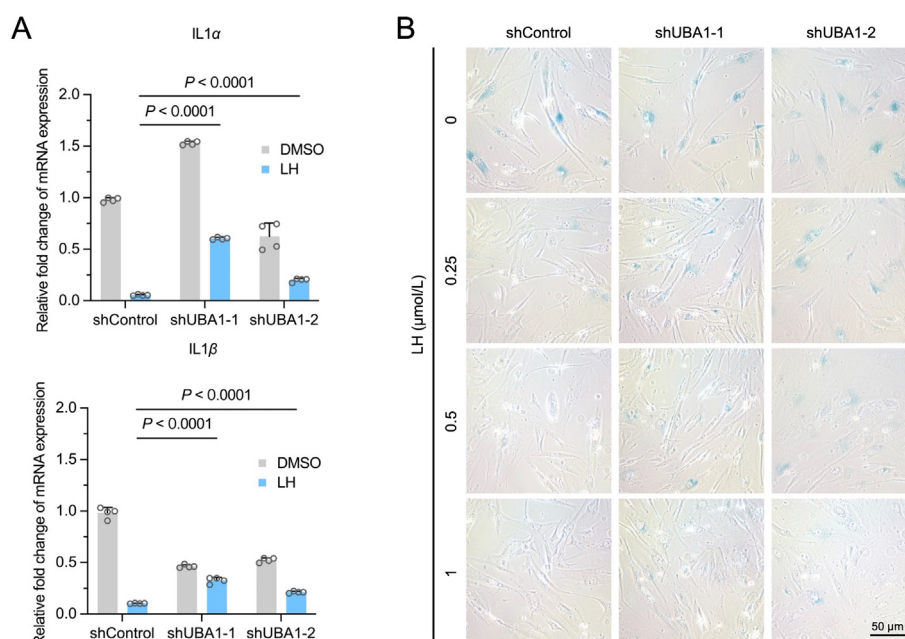 A
IL1α
P < 0.0001
P < 0.0001
Relative fold change of mRNA expression
2.0
1.5
1.0
0.5
0.0
DMSO
LH
shControl shUBA1-1 shUBA1-2
IL1β
P < 0.0001
P < 0.0001
Relative fold change of mRNA expression
2.0
1.5
1.0
0.5
0.0
DMSO
LH
shControl shUBA1-1 shUBA1-2
B
shControl shUBA1-1 shUBA1-2
LH (μmol/L)
0
0.25
0.5
1
50 μm